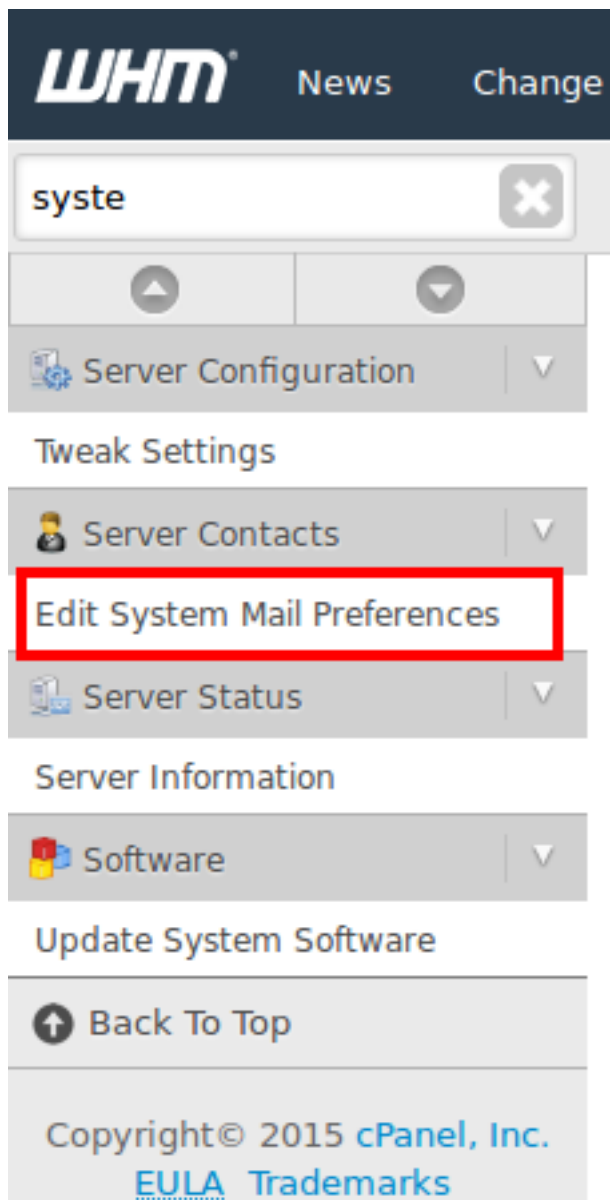 WHM News Change
syste
Server Configuration
Tweak Settings
Server Contacts
Edit System Mail Preferences
Server Status
Server Information
Software
Update System Software
Back To Top
Copyright© 2015 cPanel, Inc.
EULA Trademarks